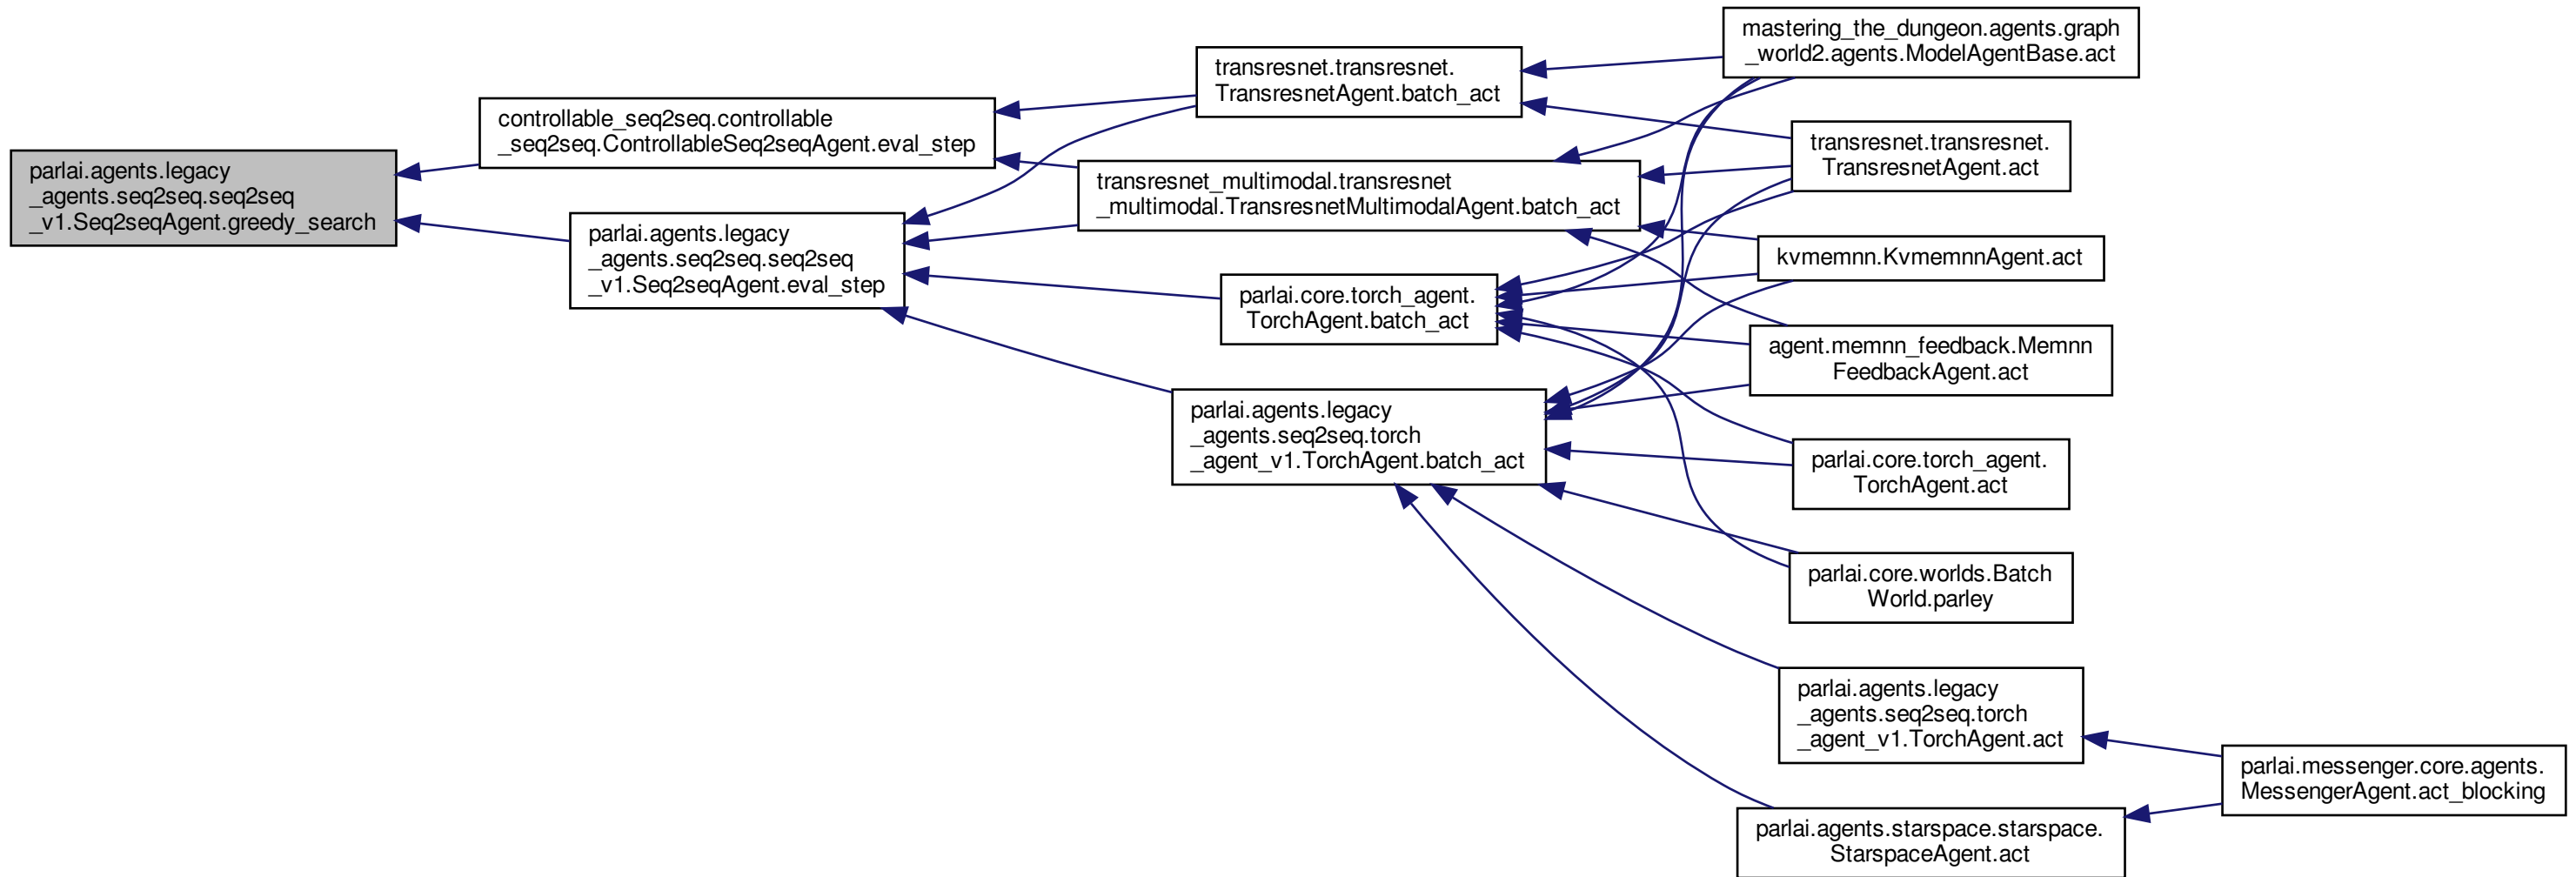 parlai.agents.legacy
_agents.seq2seq.seq2seq
_v1.Seq2seqAgent.greedy_search
controllable_seq2seq.controllable
_seq2seq.ControllableSeq2seqAgent.eval_step
parlai.agents.legacy
_agents.seq2seq.seq2seq
_v1.Seq2seqAgent.eval_step
transresnet.transresnet.
TransresnetAgent.batch_act
transresnet_multimodal.transresnet
_multimodal.TransresnetMultimodalAgent.batch_act
parlai.core.torch_agent.
TorchAgent.batch_act
parlai.agents.legacy
_agents.seq2seq.torch
_agent_v1.TorchAgent.batch_act
mastering_the_dungeon.agents.graph
_world2.agents.ModelAgentBase.act
transresnet.transresnet.
TransresnetAgent.act
kvmemnn.KvmemnnAgent.act
agent.memnn_feedback.Memnn
FeedbackAgent.act
parlai.core.torch_agent.
TorchAgent.act
parlai.core.worlds.Batch
World.parley
parlai.agents.legacy
_agents.seq2seq.torch
_agent_v1.TorchAgent.act
parlai.agents.starspace.starspace.
StarspaceAgent.act
parlai.messenger.core.agents.
MessengerAgent.act_blocking